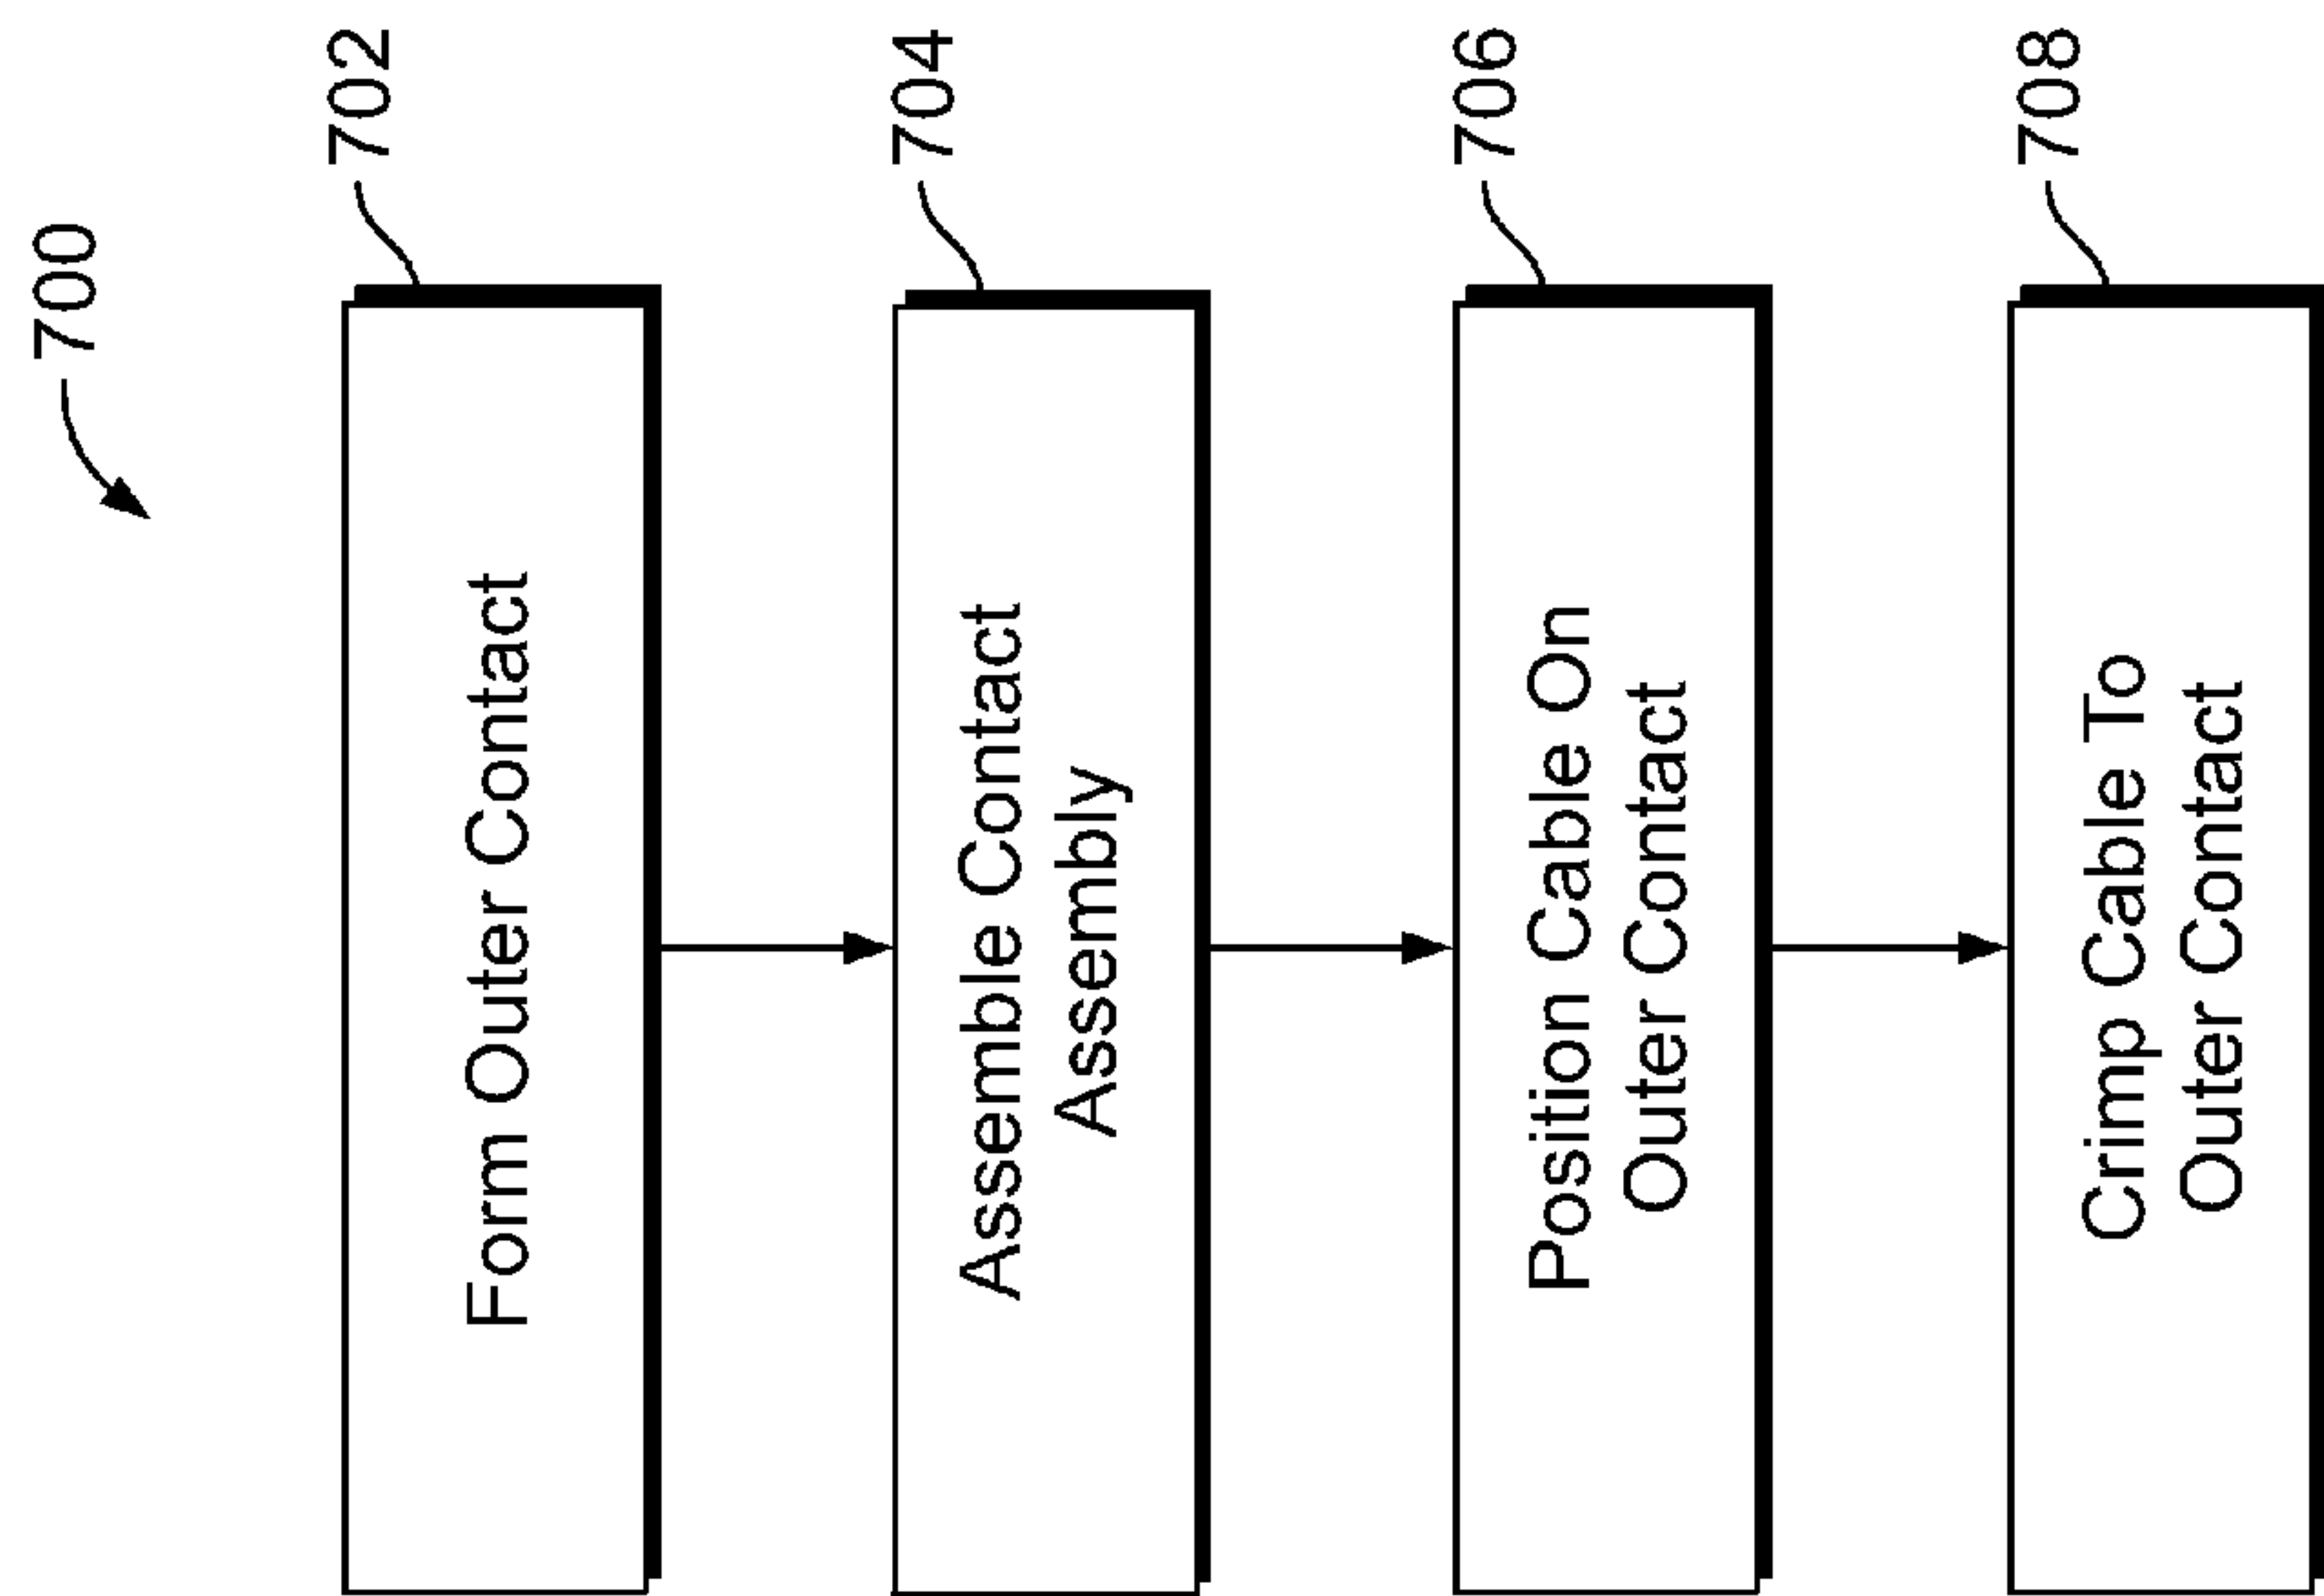 700
702
Form Outer Contact
704
Assemble Contact
Assembly
706
Position Cable On
Outer Contact
708
Crimp Cable To
Outer Contact